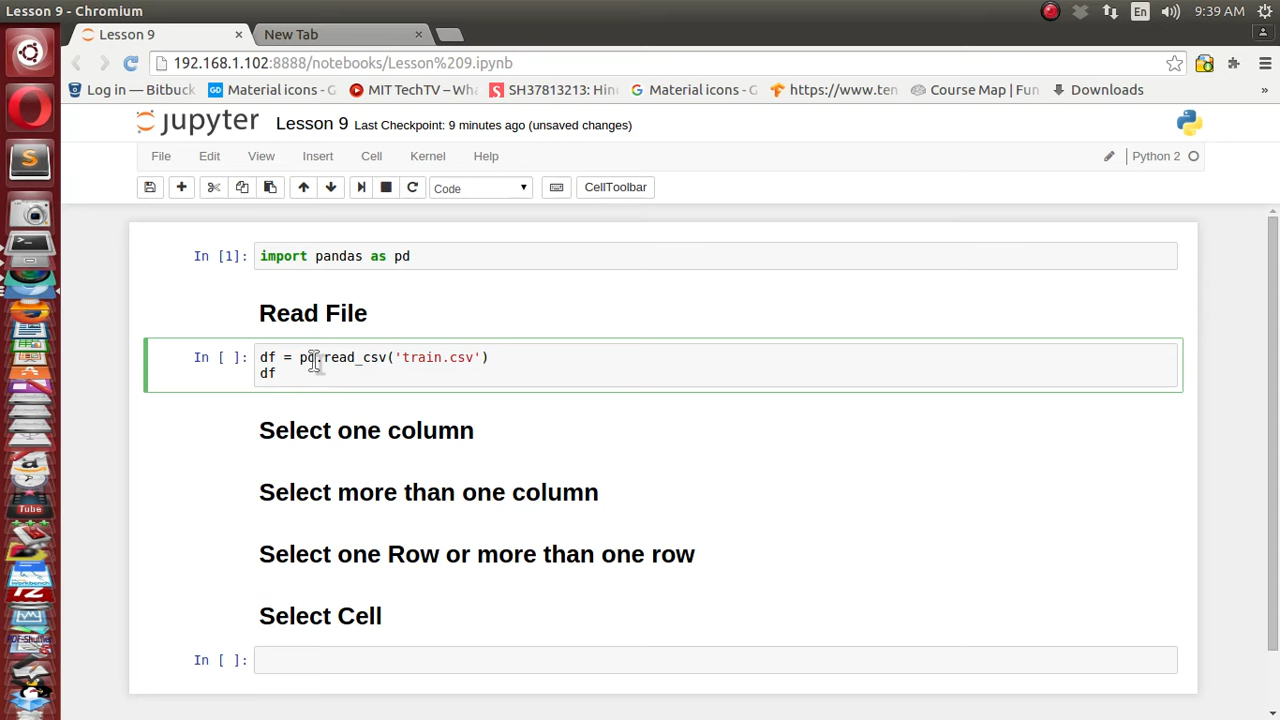 Lesson 9 - Chromium
En
9:39 AM
Lesson 9
New Tab
192.168.1.102:8888/notebooks/Lesson%209.ipynb
Log in — Bitbuck
Material icons - G
MIT TechTV – Wha
SH37813213: Hin
Material icons - G
https://www.ten
Course Map | Fun
Downloads
»
jupyter Lesson 9 Last Checkpoint: 9 minutes ago (unsaved changes)
File Edit View Insert Cell Kernel Help
Python 2
Code
CellToolbar
In [1]: import pandas as pd
Read File
In [ ]: df = pd.read_csv('train.csv')
df
Select one column
Select more than one column
Select one Row or more than one row
Select Cell
In [ ]:
Tube